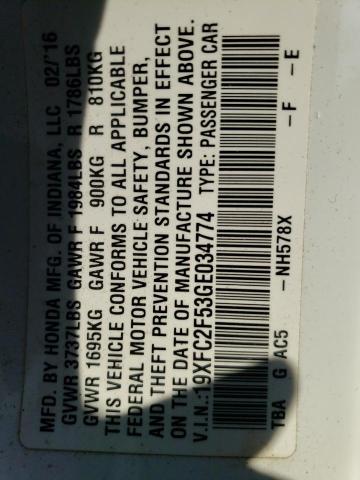 MFD. BY HONDA MFG. OF INDIANA, LLC 02/'16
GVWR 3737LBS GAWR F 1984LBS R 1786LBS
GVWR 1695KG GAWR F 900KG R 810KG
THIS VEHICLE CONFORMS TO ALL APPLICABLE
FEDERAL MOTOR VEHICLE SAFETY, BUMPER,
AND THEFT PREVENTION STANDARDS IN EFFECT
ON THE DATE OF MANUFACTURE SHOWN ABOVE.
V.I.N.:19XFC2F53GE034774 TYPE: PASSENGER CAR
TBA G AC5 -NH578X -F -E